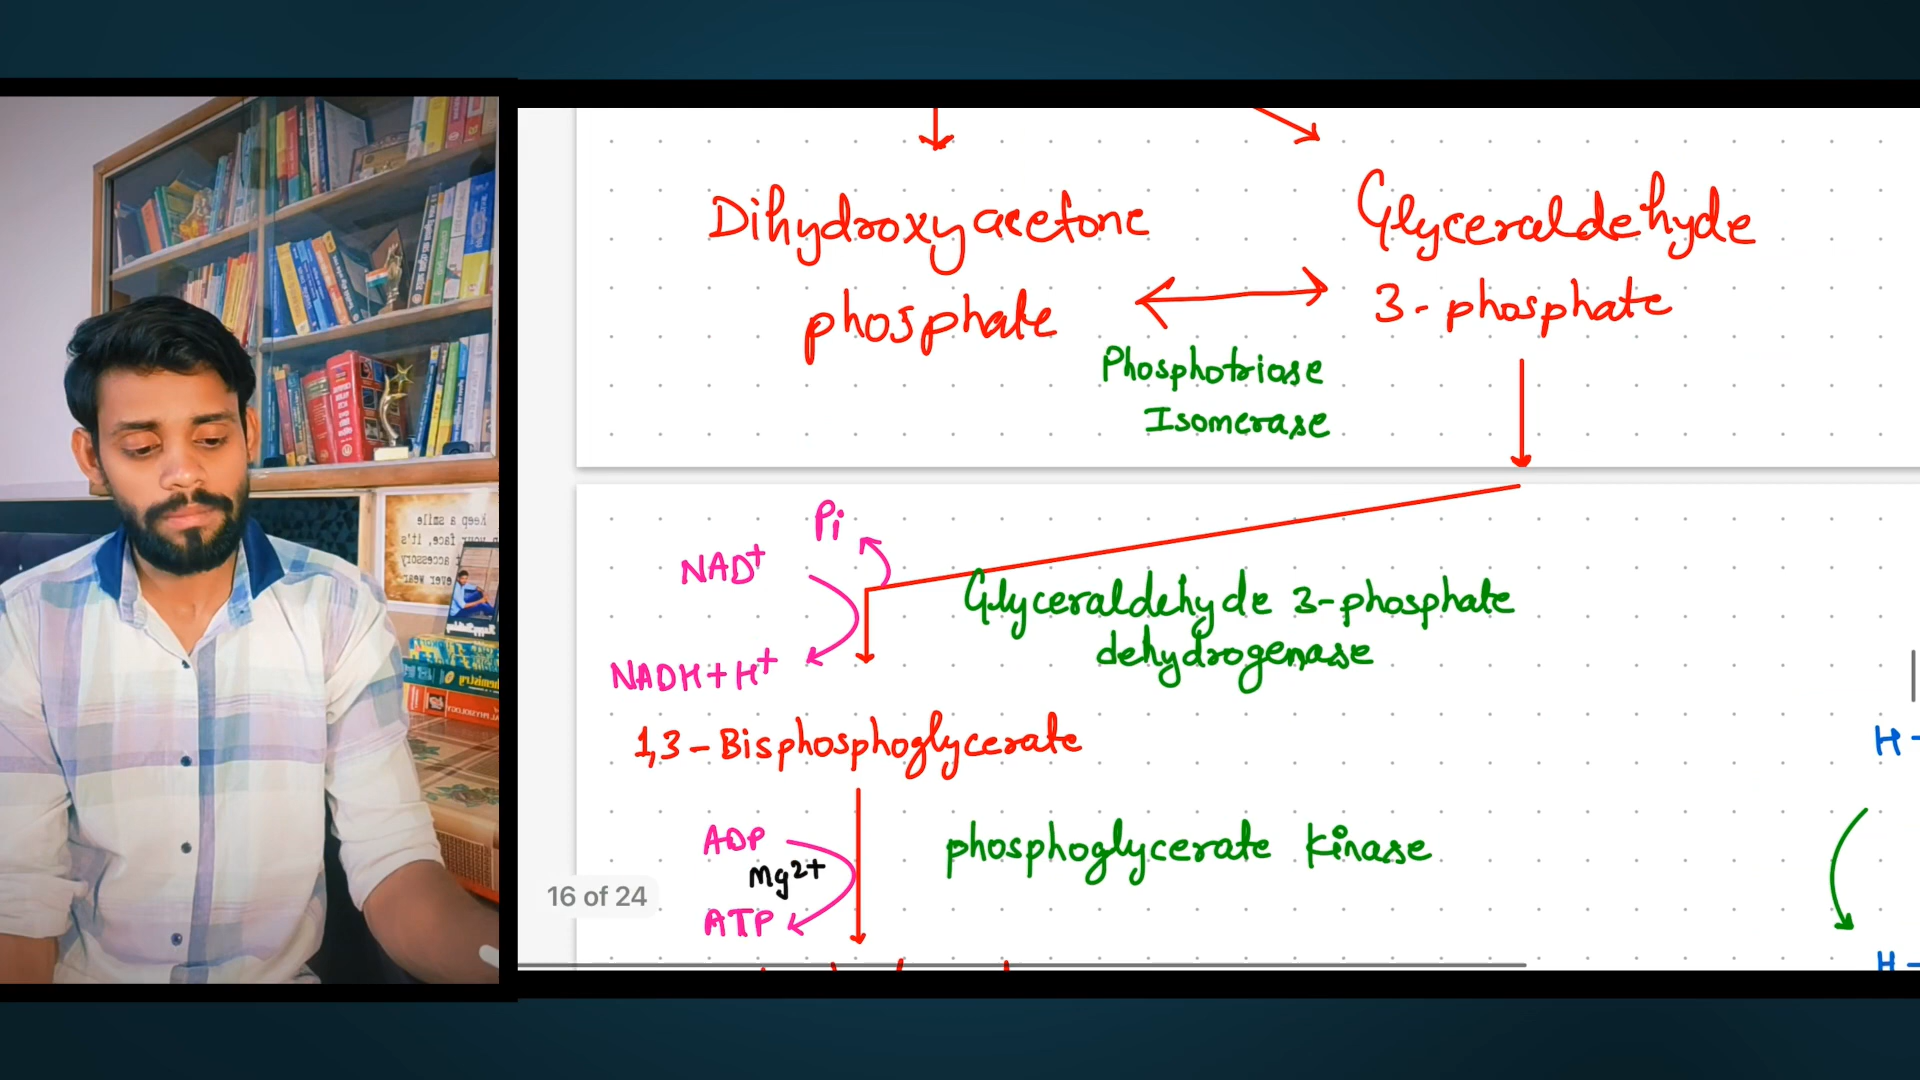 Dihydroxyacetone
phosphate
Glyceraldehyde
3-phosphate
Phosphotriase
Isomerase
Pi
NAD+
NADH+H+
Glyceraldehyde 3-phosphate
dehydrogenase
1,3-Bisphosphoglycerate
ADP
Mg2+
ATP
phosphoglycerate kinase
16 of 24
H-
H-